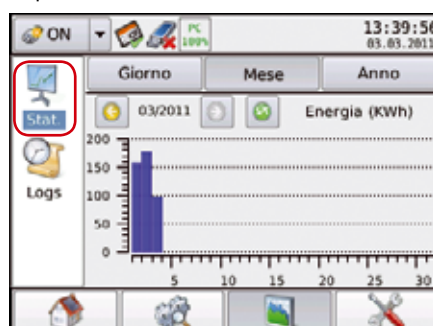 ON
PC
100%
13:39:56
03.03.2011
Giorno Mese Anno
Stat.
03/2011
Energia (KWh)
Logs
200
150
100
50
0
5 10 15 20 25 30